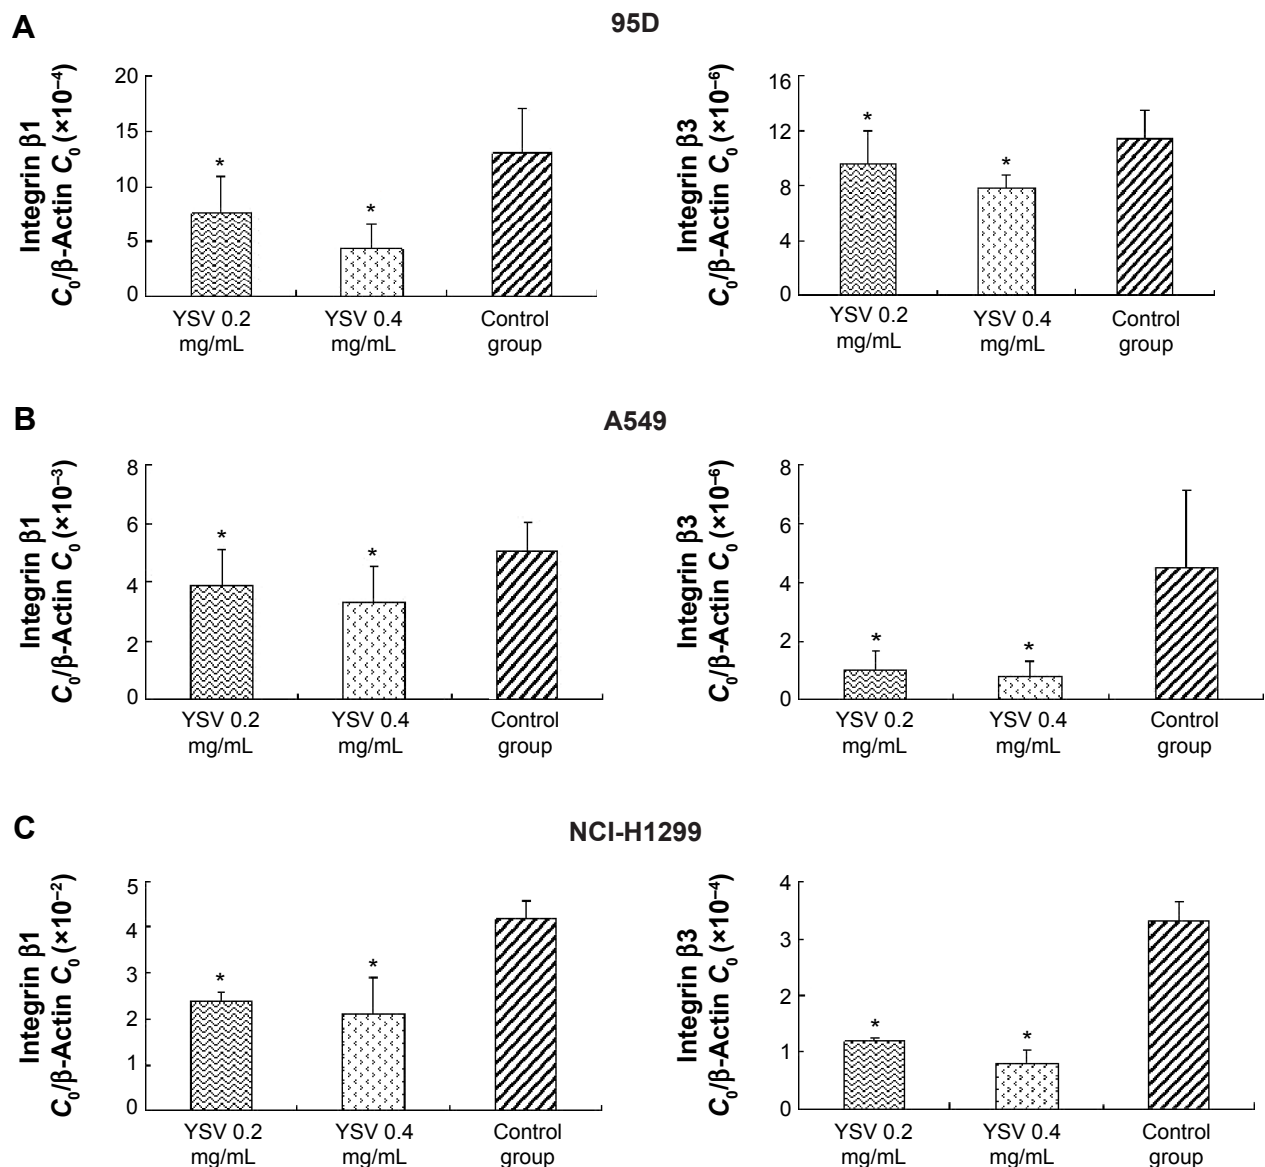 A
95D
Integrin β1
C₀/β-Actin C₀ (×10⁻⁴)
20
15
10
5
0
*
*
YSV 0.2
mg/mL
YSV 0.4
mg/mL
Control
group
Integrin β3
C₀/β-Actin C₀ (×10⁻⁶)
16
12
8
4
0
*
*
YSV 0.2
mg/mL
YSV 0.4
mg/mL
Control
group
B
A549
Integrin β1
C₀/β-Actin C₀ (×10⁻³)
8
6
4
2
0
*
*
YSV 0.2
mg/mL
YSV 0.4
mg/mL
Control
group
Integrin β3
C₀/β-Actin C₀ (×10⁻⁶)
8
6
4
2
0
*
*
YSV 0.2
mg/mL
YSV 0.4
mg/mL
Control
group
C
NCI-H1299
Integrin β1
C₀/β-Actin C₀ (×10⁻²)
5
4
3
2
1
0
*
*
YSV 0.2
mg/mL
YSV 0.4
mg/mL
Control
group
Integrin β3
C₀/β-Actin C₀ (×10⁻⁴)
4
3
2
1
0
*
*
YSV 0.2
mg/mL
YSV 0.4
mg/mL
Control
group